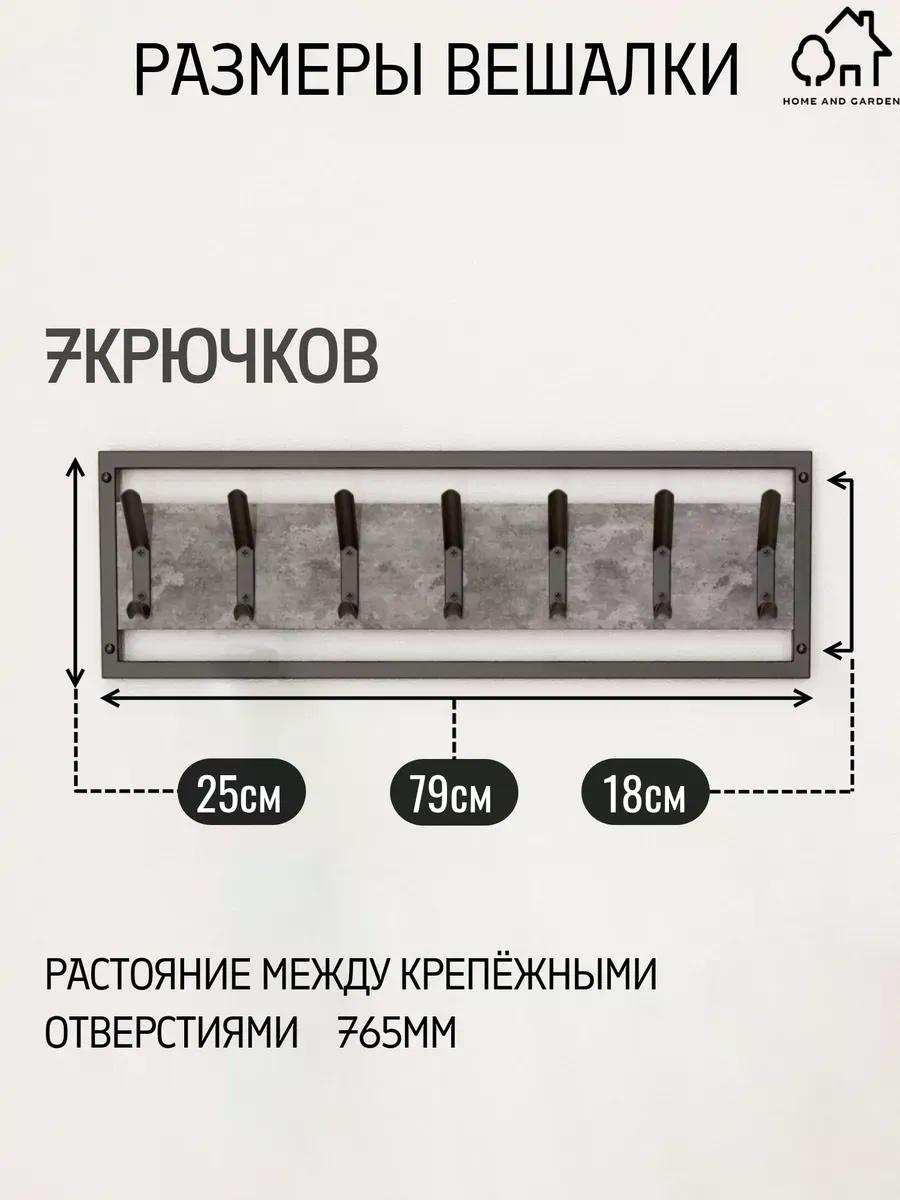 РАЗМЕРЫ ВЕШАЛКИ
HOME AND GARDEN
7КРЮЧКОВ
25см
79см
18см
РАСТОЯНИЕ МЕЖДУ КРЕПЁЖНЫМИ
ОТВЕРСТИЯМИ 765ММ